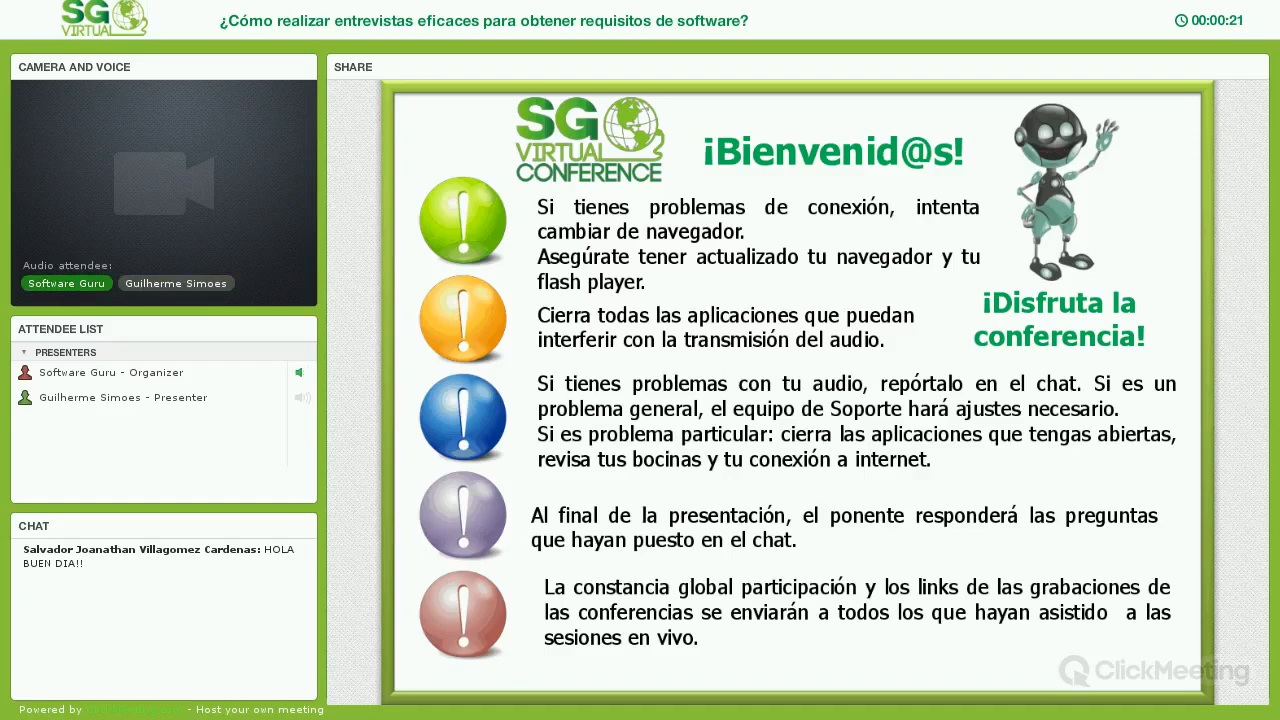 SG
VIRTUAL
¿Cómo realizar entrevistas eficaces para obtener requisitos de software?
00:00:21
CAMERA AND VOICE
Audio attendee:
Software Guru
Guilherme Simoes
ATTENDEE LIST
PRESENTERS
Software Guru - Organizer
Guilherme Simoes - Presenter
CHAT
Salvador Joanathan Villagomez Cardenas: HOLA
BUEN DIA!!
SHARE
SG
VIRTUAL
CONFERENCE
¡Bienvenid@s!
Si tienes problemas de conexión, intenta
cambiar de navegador.
Asegúrate tener actualizado tu navegador y tu
flash player.
¡Disfruta la
conferencia!
Cierra todas las aplicaciones que puedan
interferir con la transmisión del audio.
Si tienes problemas con tu audio, repórtalo en el chat. Si es un
problema general, el equipo de Soporte hará ajustes necesario.
Si es problema particular: cierra las aplicaciones que tengas abiertas,
revisa tus bocinas y tu conexión a internet.
Al final de la presentación, el ponente responderá las preguntas
que hayan puesto en el chat.
La constancia global participación y los links de las grabaciones de
las conferencias se enviarán a todos los que hayan asistido a las
sesiones en vivo.
ClickMeeting
Powered by - Host your own meeting